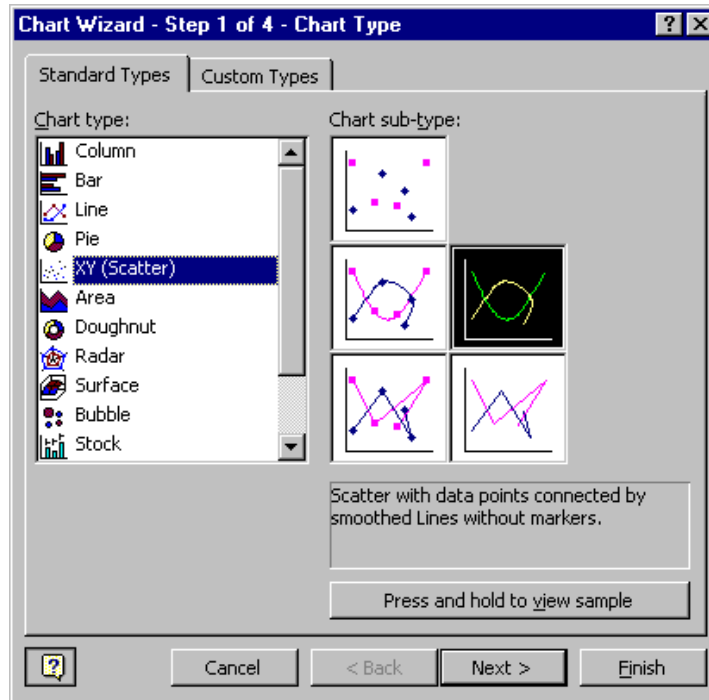 Chart Wizard - Step 1 of 4 - Chart Type
Standard Types
Custom Types
Chart type:
Column
Bar
Line
Pie
XY (Scatter)
Area
Doughnut
Radar
Surface
Bubble
Stock
Chart sub-type:
Scatter with data points connected by
smoothed Lines without markers.
Press and hold to view sample
Cancel
< Back
Next >
Finish